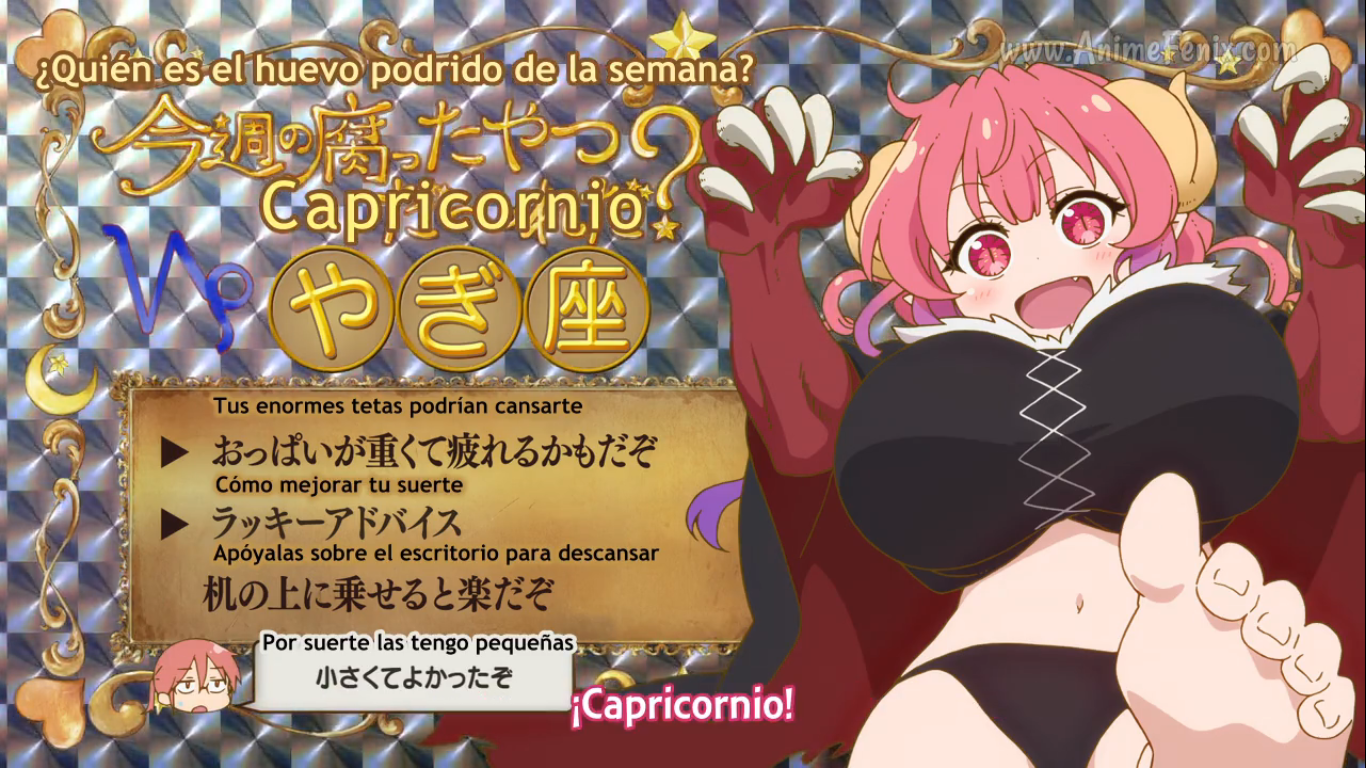 www.AnimeFenix.com
¿Quién es el huevo podrido de la semana?
今週の腐ったやつ?
Capricornio
やぎ座
Tus enormes tetas podrían cansarte
▶ おっぱいが重くて疲れるかもだぞ
Cómo mejorar tu suerte
▶ ラッキーアドバイス
Apóyalas sobre el escritorio para descansar
机の上に乗せると楽だぞ
Por suerte las tengo pequeñas
小さくてよかったぞ
¡Capricornio!